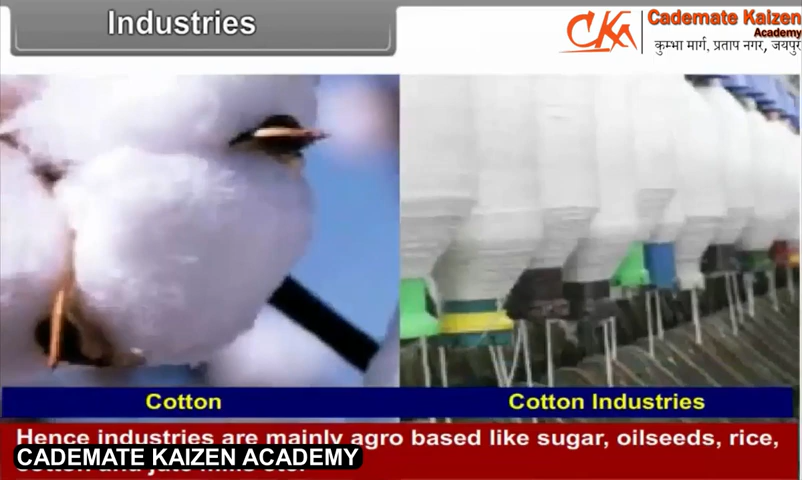 Industries
Cademate Kaizen
Academy
कुम्भा मार्ग, प्रताप नगर, जयपुर
Cotton
Cotton Industries
Hence industries are mainly agro based like sugar, oilseeds, rice,
CADEMATE KAIZEN ACADEMY